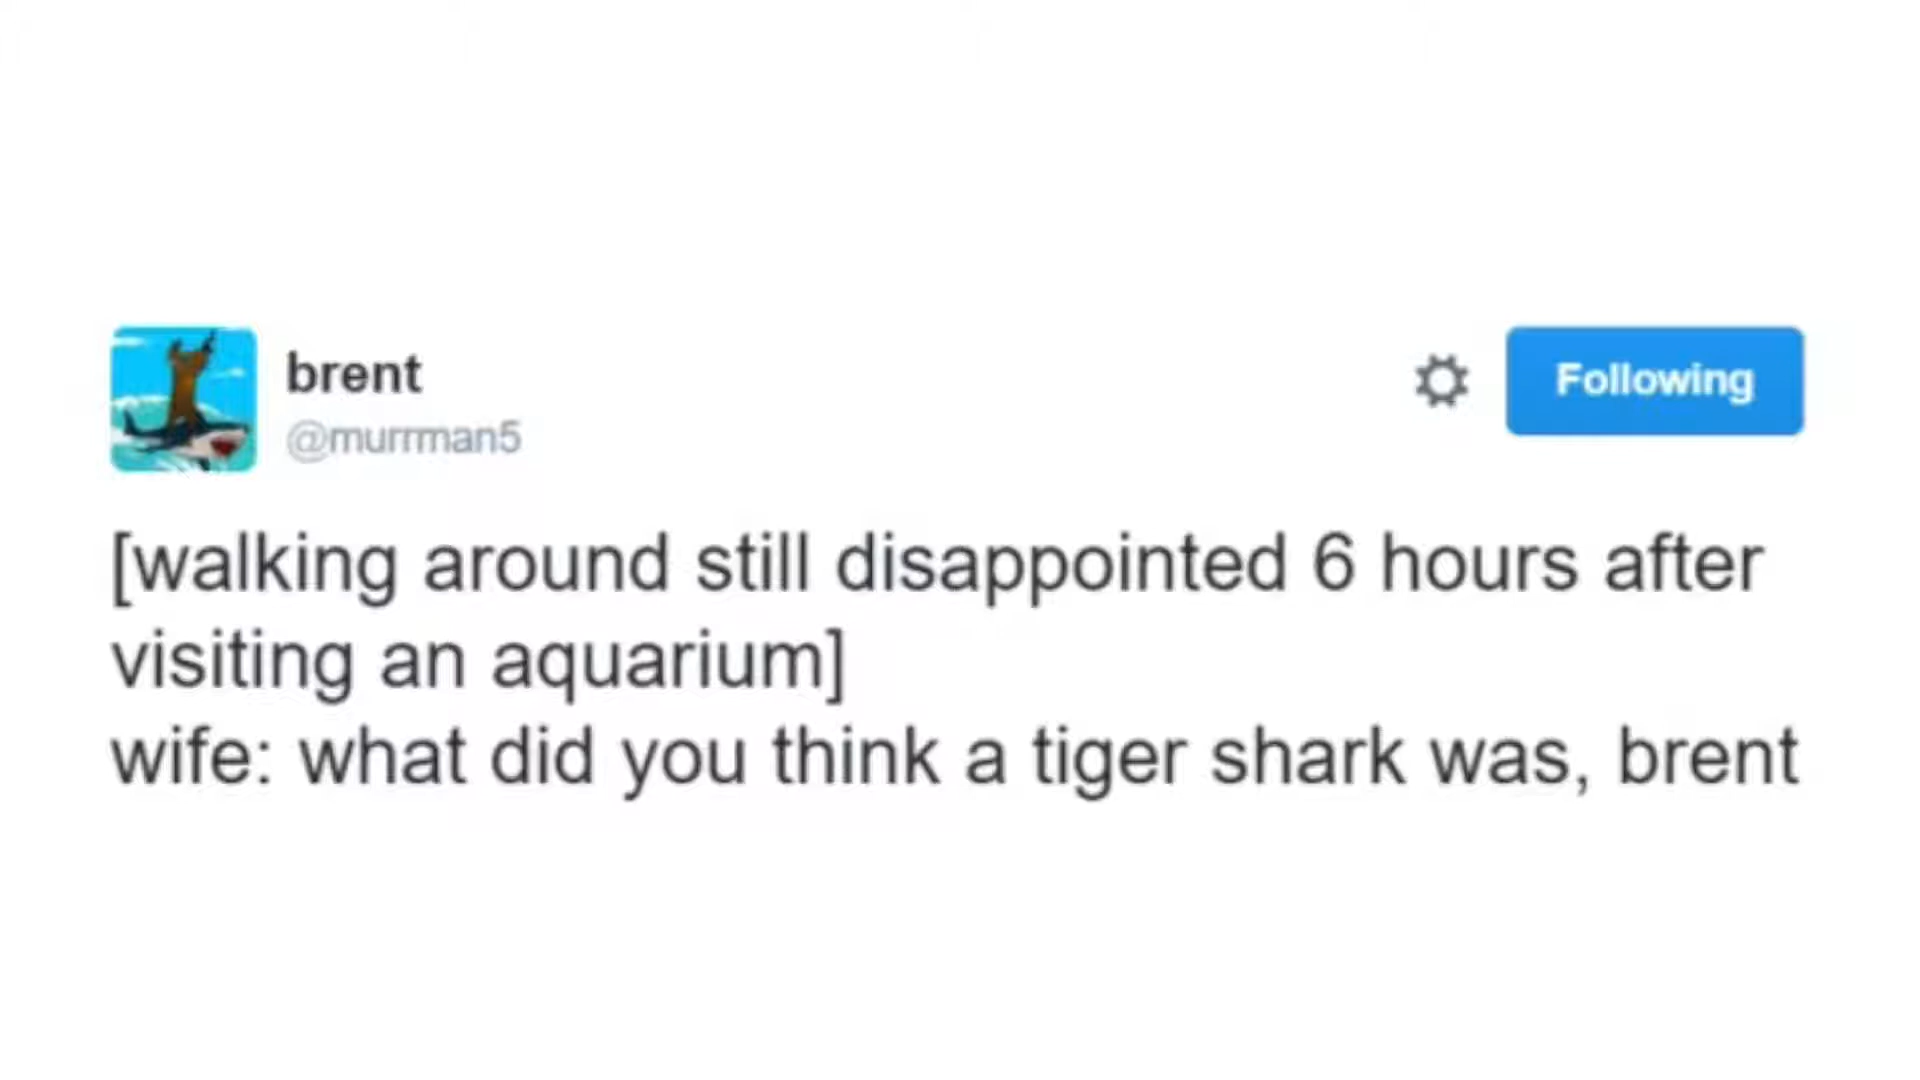 brent
@murrman5
Following
[walking around still disappointed 6 hours after
visiting an aquarium]
wife: what did you think a tiger shark was, brent